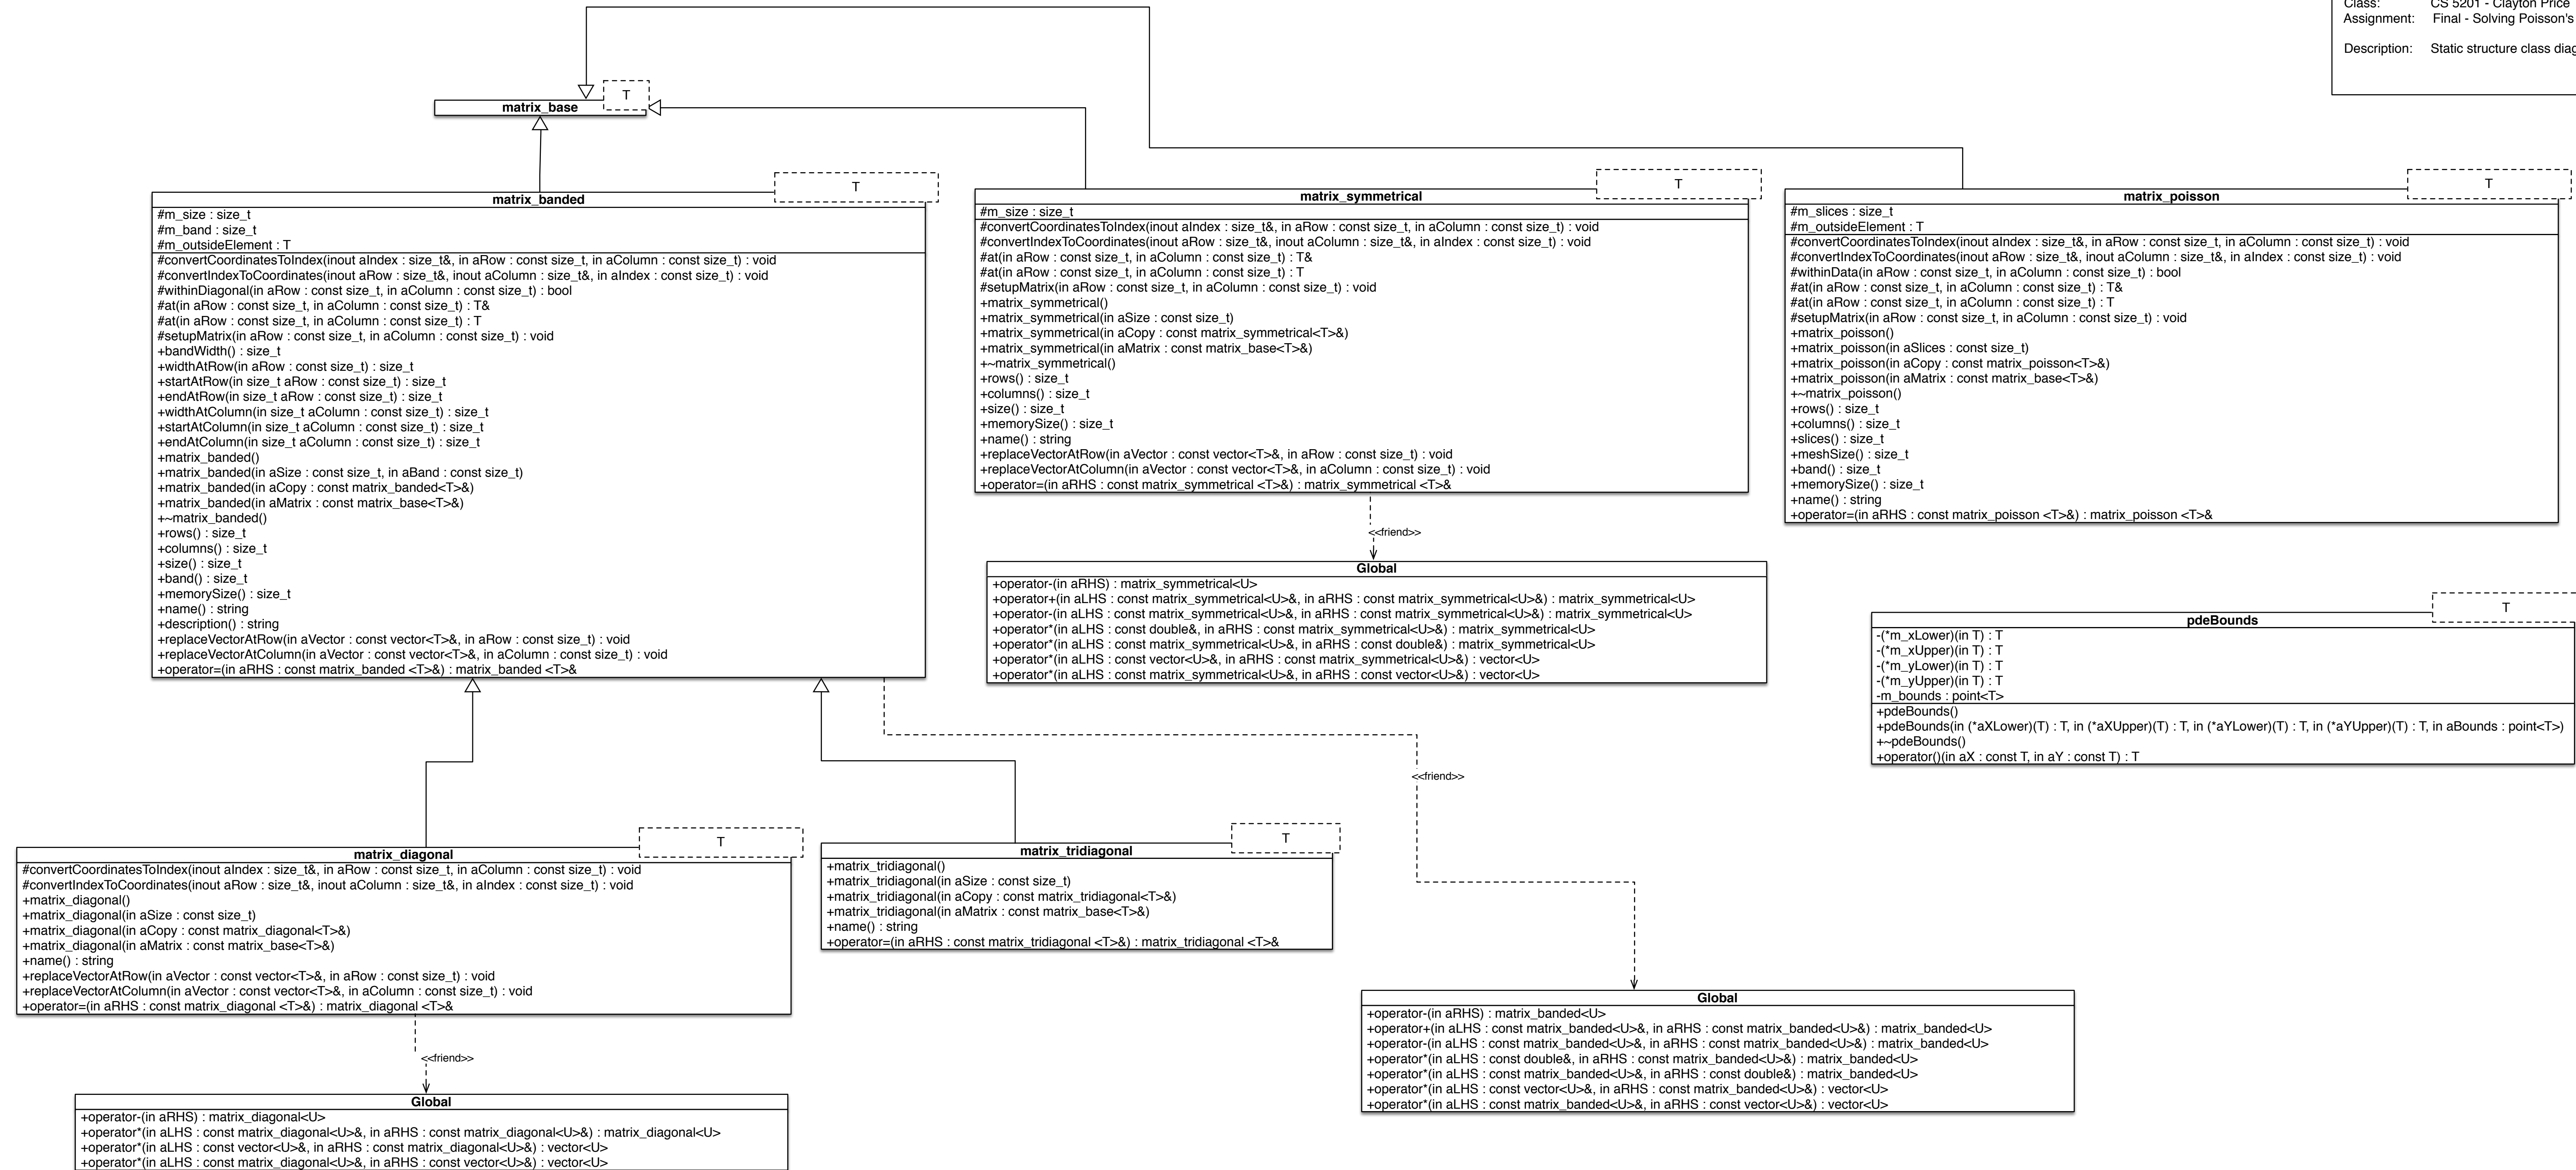 Class: CS 5201 - Clayton Price
Assignment: Final - Solving Poisson's
Description: Static structure class diag
T
matrix_base
T
matrix_banded
#m_size : size_t
#m_band : size_t
#m_outsideElement : T
#convertCoordinatesToIndex(inout aIndex : size_t&, in aRow : const size_t, in aColumn : const size_t) : void
#convertIndexToCoordinates(inout aRow : size_t&, inout aColumn : size_t&, in aIndex : const size_t) : void
#withinDiagonal(in aRow : const size_t, in aColumn : const size_t) : bool
#at(in aRow : const size_t, in aColumn : const size_t) : T&
#at(in aRow : const size_t, in aColumn : const size_t) : T
#setupMatrix(in aRow : const size_t, in aColumn : const size_t) : void
+bandWidth() : size_t
+widthAtRow(in aRow : const size_t) : size_t
+startAtRow(in size_t aRow : const size_t) : size_t
+endAtRow(in size_t aRow : const size_t) : size_t
+widthAtColumn(in size_t aColumn : const size_t) : size_t
+startAtColumn(in size_t aColumn : const size_t) : size_t
+endAtColumn(in size_t aColumn : const size_t) : size_t
+matrix_banded()
+matrix_banded(in aSize : const size_t, in aBand : const size_t)
+matrix_banded(in aCopy : const matrix_banded<T>&)
+matrix_banded(in aMatrix : const matrix_base<T>&)
+~matrix_banded()
+rows() : size_t
+columns() : size_t
+size() : size_t
+band() : size_t
+memorySize() : size_t
+name() : string
+description() : string
+replaceVectorAtRow(in aVector : const vector<T>&, in aRow : const size_t) : void
+replaceVectorAtColumn(in aVector : const vector<T>&, in aColumn : const size_t) : void
+operator=(in aRHS : const matrix_banded <T>&) : matrix_banded <T>&
T
matrix_symmetrical
#m_size : size_t
#convertCoordinatesToIndex(inout aIndex : size_t&, in aRow : const size_t, in aColumn : const size_t) : void
#convertIndexToCoordinates(inout aRow : size_t&, inout aColumn : size_t&, in aIndex : const size_t) : void
#at(in aRow : const size_t, in aColumn : const size_t) : T&
#at(in aRow : const size_t, in aColumn : const size_t) : T
#setupMatrix(in aRow : const size_t, in aColumn : const size_t) : void
+matrix_symmetrical()
+matrix_symmetrical(in aSize : const size_t)
+matrix_symmetrical(in aCopy : const matrix_symmetrical<T>&)
+matrix_symmetrical(in aMatrix : const matrix_base<T>&)
+~matrix_symmetrical()
+rows() : size_t
+columns() : size_t
+size() : size_t
+memorySize() : size_t
+name() : string
+replaceVectorAtRow(in aVector : const vector<T>&, in aRow : const size_t) : void
+replaceVectorAtColumn(in aVector : const vector<T>&, in aColumn : const size_t) : void
+operator=(in aRHS : const matrix_symmetrical <T>&) : matrix_symmetrical <T>&
T
matrix_poisson
#m_slices : size_t
#m_outsideElement : T
#convertCoordinatesToIndex(inout aIndex : size_t&, in aRow : const size_t, in aColumn : const size_t) : void
#convertIndexToCoordinates(inout aRow : size_t&, inout aColumn : size_t&, in aIndex : const size_t) : void
#withinData(in aRow : const size_t, in aColumn : const size_t) : bool
#at(in aRow : const size_t, in aColumn : const size_t) : T&
#at(in aRow : const size_t, in aColumn : const size_t) : T
#setupMatrix(in aRow : const size_t, in aColumn : const size_t) : void
+matrix_poisson()
+matrix_poisson(in aSlices : const size_t)
+matrix_poisson(in aCopy : const matrix_poisson<T>&)
+matrix_poisson(in aMatrix : const matrix_base<T>&)
+~matrix_poisson()
+rows() : size_t
+columns() : size_t
+slices() : size_t
+meshSize() : size_t
+band() : size_t
+memorySize() : size_t
+name() : string
+operator=(in aRHS : const matrix_poisson <T>&) : matrix_poisson <T>&
<<friend>>
Global
+operator-(in aRHS) : matrix_symmetrical<U>
+operator+(in aLHS : const matrix_symmetrical<U>&, in aRHS : const matrix_symmetrical<U>&) : matrix_symmetrical<U>
+operator-(in aLHS : const matrix_symmetrical<U>&, in aRHS : const matrix_symmetrical<U>&) : matrix_symmetrical<U>
+operator*(in aLHS : const double&, in aRHS : const matrix_symmetrical<U>&) : matrix_symmetrical<U>
+operator*(in aLHS : const matrix_symmetrical<U>&, in aRHS : const double&) : matrix_symmetrical<U>
+operator*(in aLHS : const vector<U>&, in aRHS : const matrix_symmetrical<U>&) : vector<U>
+operator*(in aLHS : const matrix_symmetrical<U>&, in aRHS : const vector<U>&) : vector<U>
T
pdeBounds
-(*m_xLower)(in T) : T
-(*m_xUpper)(in T) : T
-(*m_yLower)(in T) : T
-(*m_yUpper)(in T) : T
-m_bounds : point<T>
+pdeBounds()
+pdeBounds(in (*aXLower)(T) : T, in (*aXUpper)(T) : T, in (*aYLower)(T) : T, in (*aYUpper)(T) : T, in aBounds : point<T>)
+~pdeBounds()
+operator()(in aX : const T, in aY : const T) : T
<<friend>>
T
matrix_diagonal
#convertCoordinatesToIndex(inout aIndex : size_t&, in aRow : const size_t, in aColumn : const size_t) : void
#convertIndexToCoordinates(inout aRow : size_t&, inout aColumn : size_t&, in aIndex : const size_t) : void
+matrix_diagonal()
+matrix_diagonal(in aSize : const size_t)
+matrix_diagonal(in aCopy : const matrix_diagonal<T>&)
+matrix_diagonal(in aMatrix : const matrix_base<T>&)
+name() : string
+replaceVectorAtRow(in aVector : const vector<T>&, in aRow : const size_t) : void
+replaceVectorAtColumn(in aVector : const vector<T>&, in aColumn : const size_t) : void
+operator=(in aRHS : const matrix_diagonal <T>&) : matrix_diagonal <T>&
T
matrix_tridiagonal
+matrix_tridiagonal()
+matrix_tridiagonal(in aSize : const size_t)
+matrix_tridiagonal(in aCopy : const matrix_tridiagonal<T>&)
+matrix_tridiagonal(in aMatrix : const matrix_base<T>&)
+name() : string
+operator=(in aRHS : const matrix_tridiagonal <T>&) : matrix_tridiagonal <T>&
Global
+operator-(in aRHS) : matrix_banded<U>
+operator+(in aLHS : const matrix_banded<U>&, in aRHS : const matrix_banded<U>&) : matrix_banded<U>
+operator-(in aLHS : const matrix_banded<U>&, in aRHS : const matrix_banded<U>&) : matrix_banded<U>
+operator*(in aLHS : const double&, in aRHS : const matrix_banded<U>&) : matrix_banded<U>
+operator*(in aLHS : const matrix_banded<U>&, in aRHS : const double&) : matrix_banded<U>
+operator*(in aLHS : const vector<U>&, in aRHS : const matrix_banded<U>&) : vector<U>
+operator*(in aLHS : const matrix_banded<U>&, in aRHS : const vector<U>&) : vector<U>
<<friend>>
Global
+operator-(in aRHS) : matrix_diagonal<U>
+operator*(in aLHS : const matrix_diagonal<U>&, in aRHS : const matrix_diagonal<U>&) : matrix_diagonal<U>
+operator*(in aLHS : const vector<U>&, in aRHS : const matrix_diagonal<U>&) : vector<U>
+operator*(in aLHS : const matrix_diagonal<U>&, in aRHS : const vector<U>&) : vector<U>